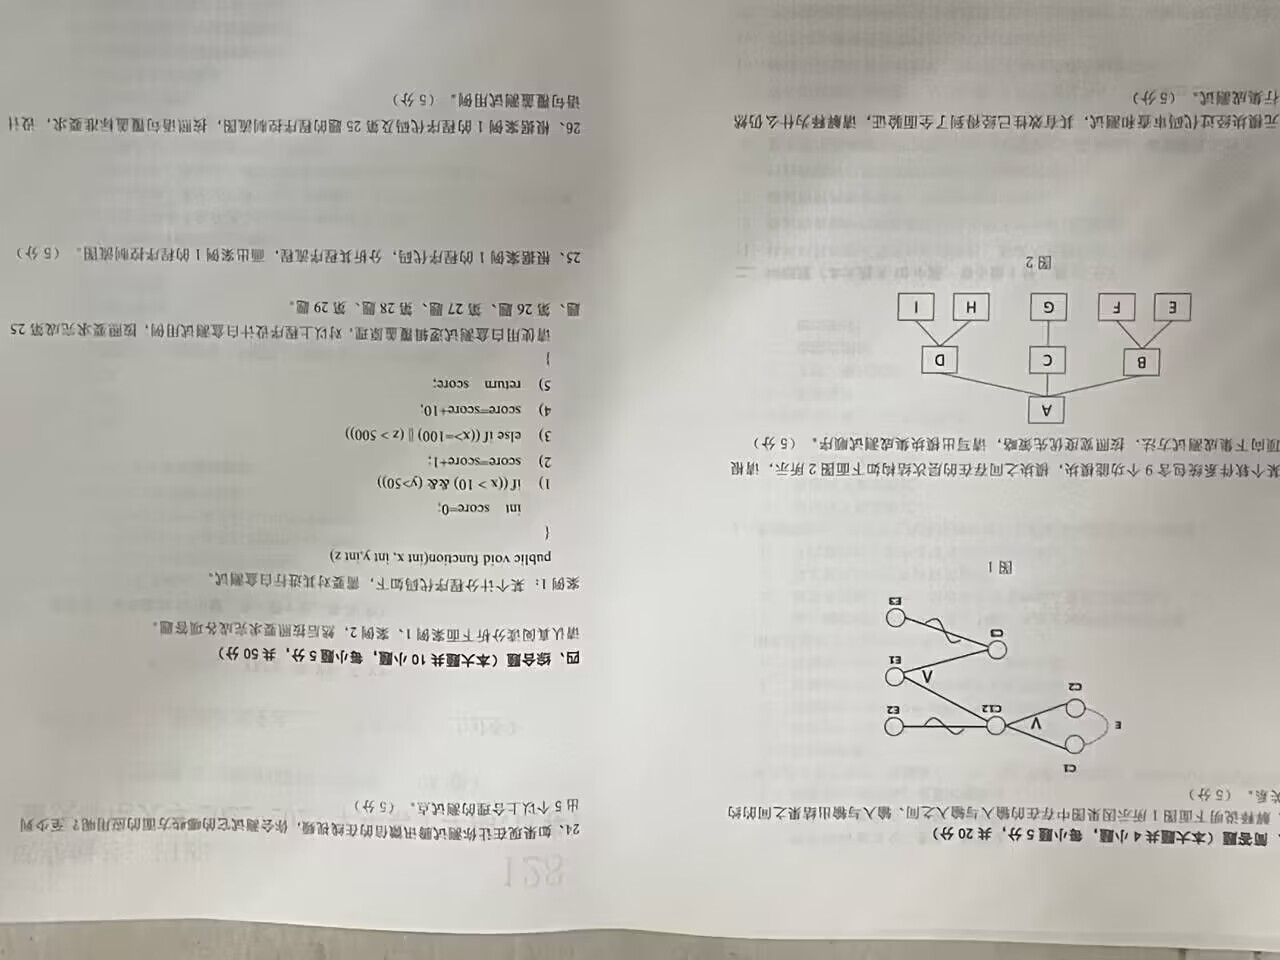 、简答题（本大题共 4 小题，每小题 5 分，共 20 分）
、解释说明下面图 1 所示因果图中存在的输入与输入之间、输入与输出结果之间的约
关系。（5 分）
C1
E
V
C2
C12
E2
Λ
E1
C3
E3
图 1
某个软件系统包含 9 个功能模块，模块之间存在的层次结构如下面图 2 所示，请根
顶向下集成测试方法、按照宽度优先策略，请写出模块集成测试顺序。（5 分）
A
B C D
E F G H I
图 2
元模块经过代码审查和测试，其有效性已经得到了全面验证，请解释为什么仍然
行集成测试。（5 分）
24、如果现在让你测试腾讯微信的在线视频，你会测试它的哪些方面的应用呢？至少列
出 5 个以上合理的测试点。（5 分）
四、综合题（本大题共 10 小题，每小题 5 分，共 50 分）
请认真阅读分析下面案例 1、案例 2，然后按照要求完成各项答题。
案例 1：某个计分程序代码如下，需要对其进行白盒测试。
public void function(int x, int y,int z)
{
int score=0;
1) if ((x > 10) && (y>50))
2) score=score+1;
3) else if ((x>=100) || (z > 500))
4) score=score+10;
5) return score;
}
请使用白盒测试逻辑覆盖原理，对以上程序设计白盒测试用例，按照要求完成第 25
题、第 26 题、第 27 题、第 28 题、第 29 题。
25、根据案例 1 的程序代码，分析其程序流程，画出案例 1 的程序控制流图。（5 分）
26、根据案例 1 的程序代码及第 25 题的程序控制流图，按照语句覆盖标准要求，设计
语句覆盖测试用例。（5 分）